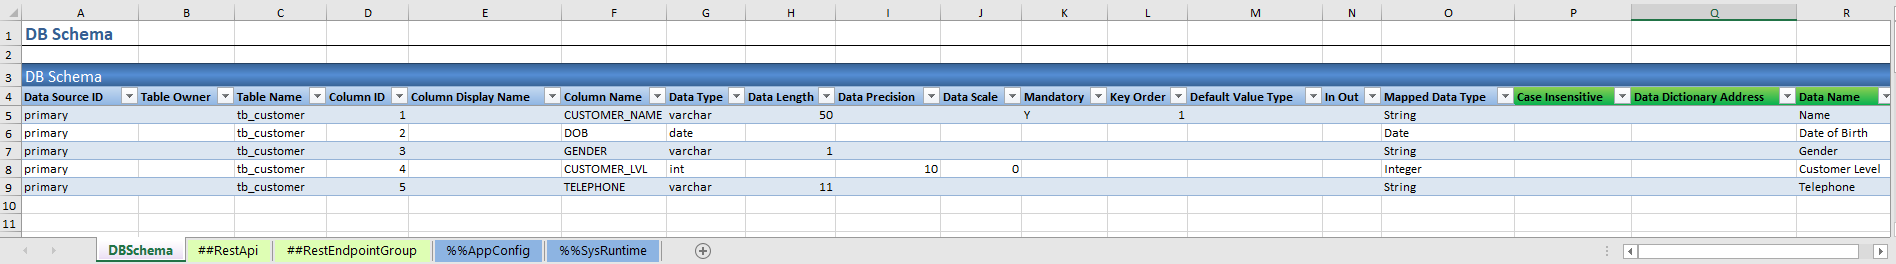 A B C D E F G H I J K L M N O P Q R
1 DB Schema
2
3 DB Schema
4 Data Source ID Table Owner Table Name Column ID Column Display Name Column Name Data Type Data Length Data Precision Data Scale Mandatory Key Order Default Value Type In Out Mapped Data Type Case Insensitive Data Dictionary Address Data Name
5 primary tb_customer 1 CUSTOMER_NAME varchar 50 Y 1 String Name
6 primary tb_customer 2 DOB date Date Date of Birth
7 primary tb_customer 3 GENDER varchar 1 String Gender
8 primary tb_customer 4 CUSTOMER_LVL int 10 0 Integer Customer Level
9 primary tb_customer 5 TELEPHONE varchar 11 String Telephone
10
11
DBSchema ##RestApi ##RestEndpointGroup %%AppConfig %%SysRuntime